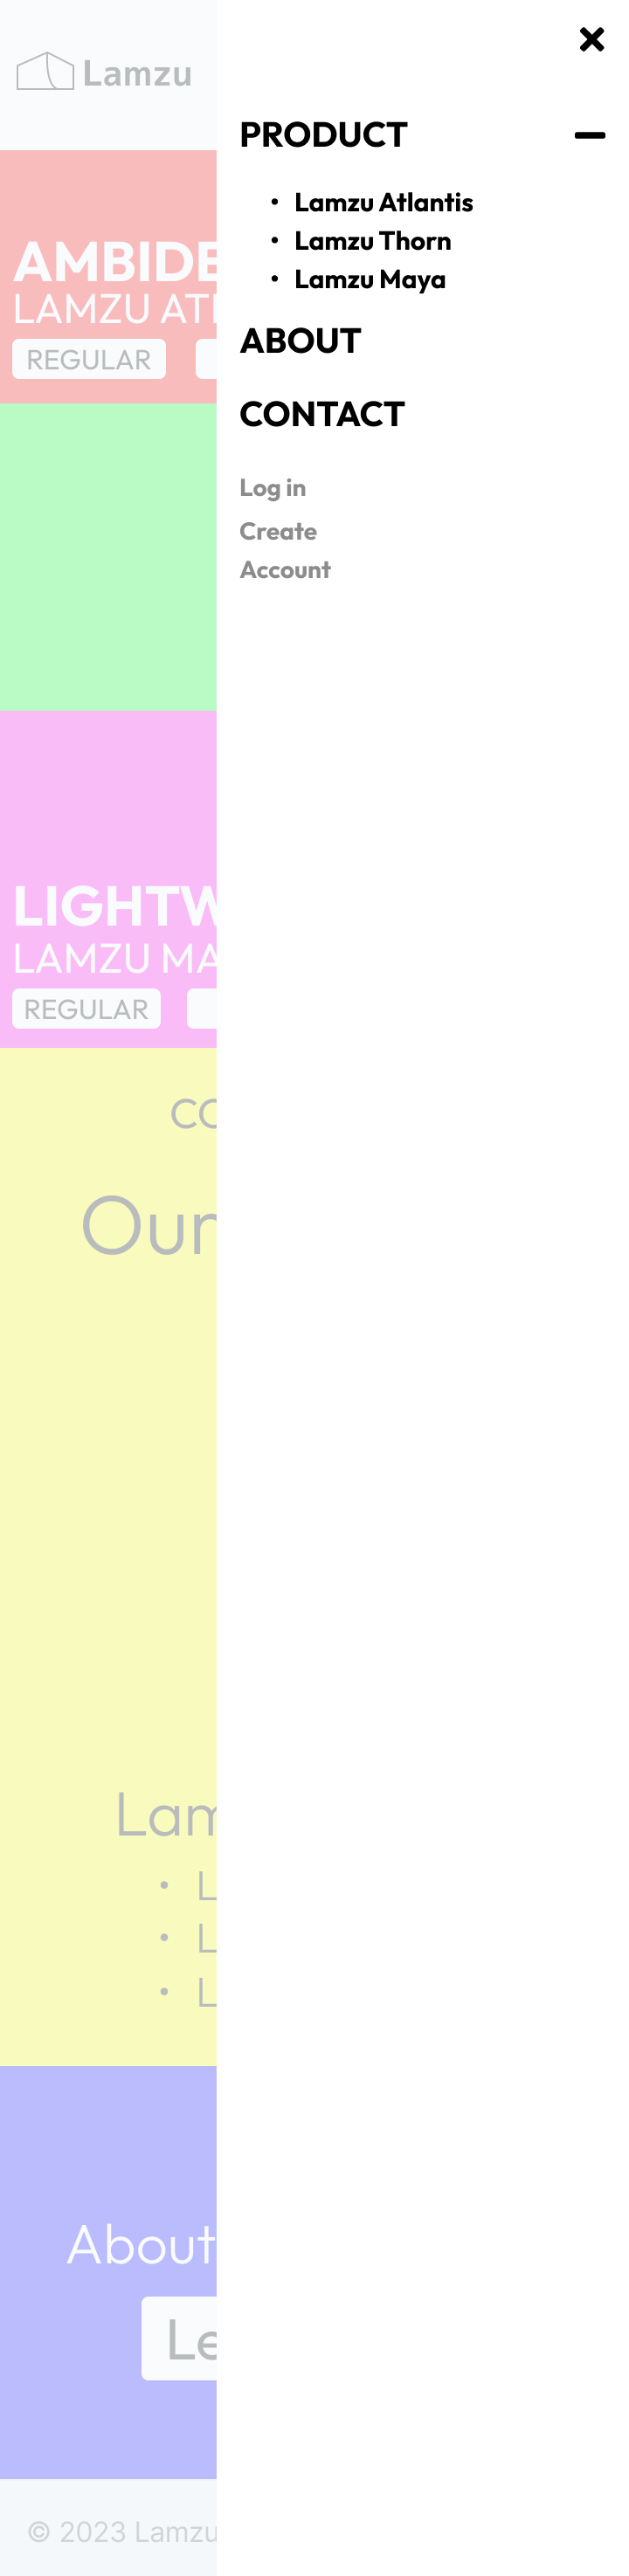 Lamzu
PRODUCT
• Lamzu Atlantis
• Lamzu Thorn
• Lamzu Maya
ABOUT
CONTACT
Log in
Create
Account
AMBIDE
LAMZU ATL
REGULAR
LIGHTW
LAMZU MA
REGULAR
CO
Our
Lam
• L
• L
• L
About
Le
© 2023 Lamzu